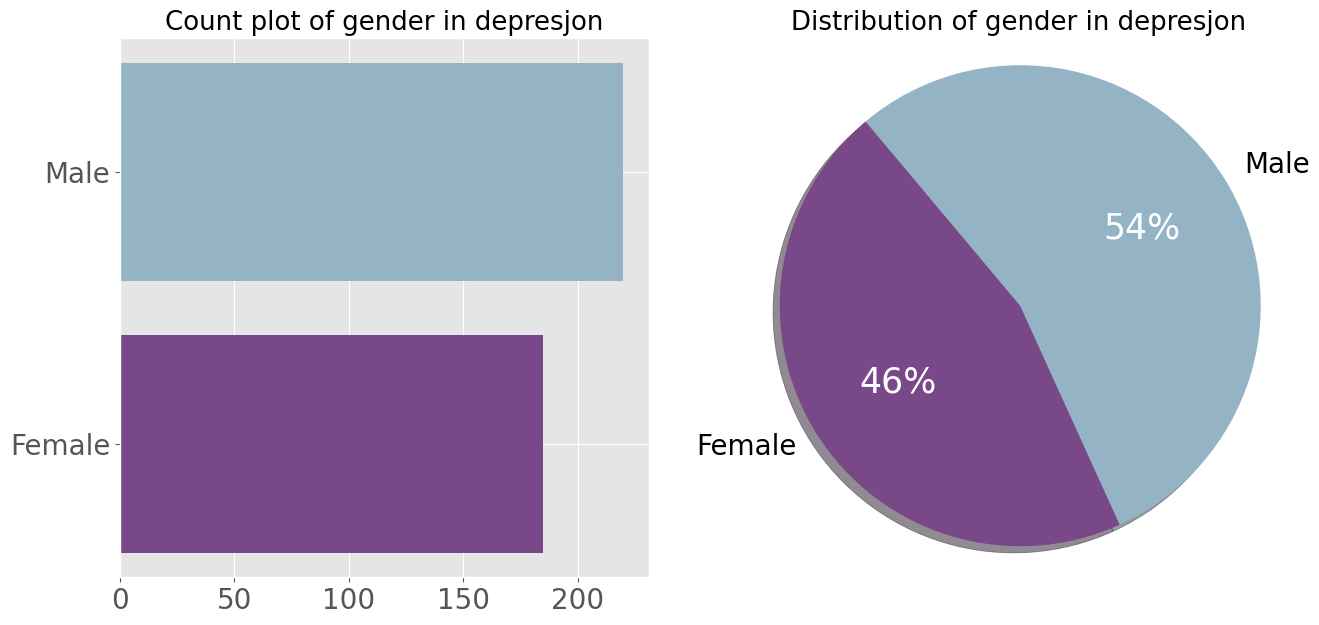 Count plot of gender in depresjon
Male
Female
0 50 100 150 200
Distribution of gender in depresjon
Male
54%
46%
Female